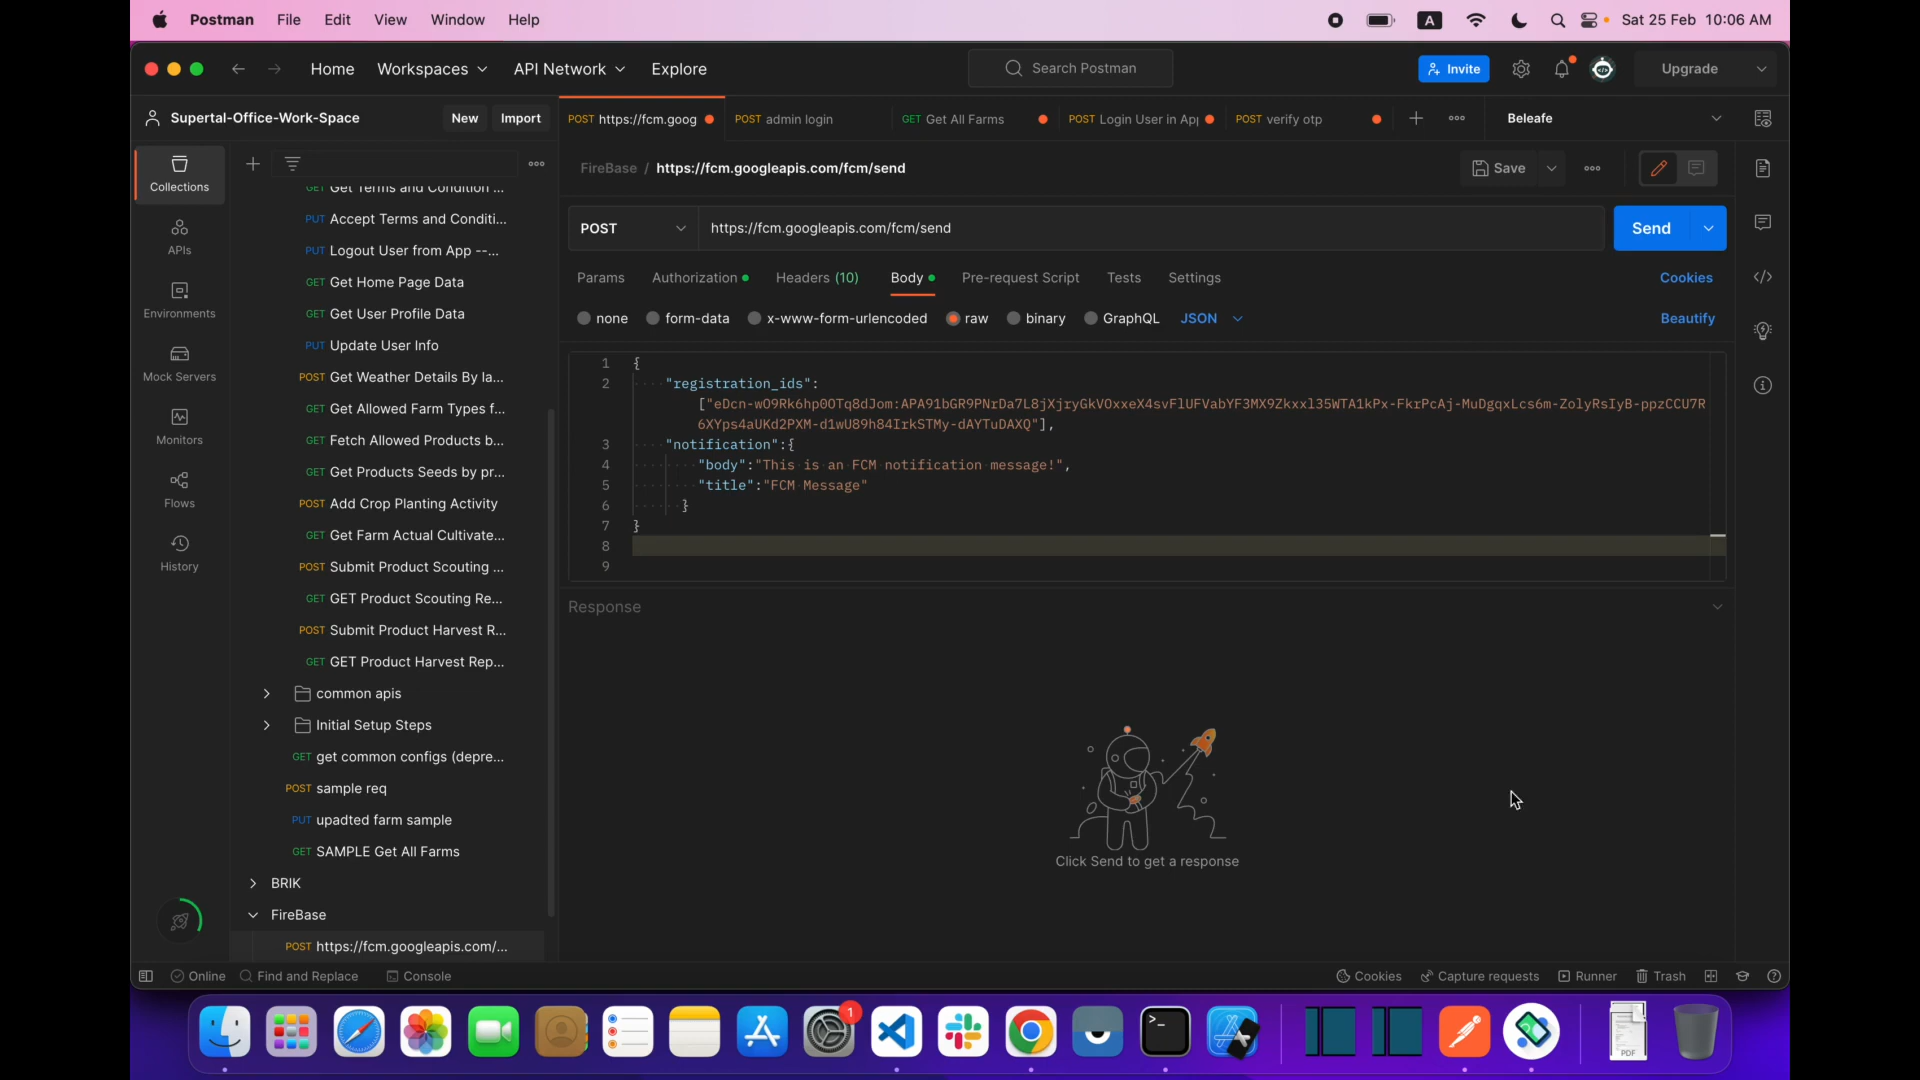 Postman File Edit View Window Help A Sat 25 Feb 10:06 AM
Home Workspaces API Network Explore Search Postman Invite Upgrade
Supertal-Office-Work-Space New Import
POST https://fcm.goog POST admin login GET Get All Farms POST Login User in Ap POST verify otp Beleafe
Collections
APIs
Environments
Mock Servers
Monitors
Flows
History
GET Get Terms and Condition ...
PUT Accept Terms and Conditi...
PUT Logout User from App --...
GET Get Home Page Data
GET Get User Profile Data
PUT Update User Info
POST Get Weather Details By la...
GET Get Allowed Farm Types f...
GET Fetch Allowed Products b...
GET Get Products Seeds by pr...
POST Add Crop Planting Activity
GET Get Farm Actual Cultivate...
POST Submit Product Scouting ...
GET GET Product Scouting Re...
POST Submit Product Harvest R...
GET GET Product Harvest Rep...
common apis
Initial Setup Steps
GET get common configs (depre...
POST sample req
PUT upadted farm sample
GET SAMPLE Get All Farms
BRIK
FireBase
POST https://fcm.googleapis.com/...
FireBase / https://fcm.googleapis.com/fcm/send Save
POST https://fcm.googleapis.com/fcm/send Send
Params Authorization Headers (10) Body Pre-request Script Tests Settings Cookies
none form-data x-www-form-urlencoded raw binary GraphQL JSON Beautify
1 {
2 "registration_ids":
["eDcn-wO9Rk6hp0OTq8dJom:APA91bGR9PNrDa7L8jXjryGkVOxxeX4svFlUFVabYF3MX9Zkxxl35WTA1kPx-FkrPcAj-MuDgqxLcs6m-ZolyRsIyB-ppzCCU7R
6XYps4aUKd2PXM-d1wU89h84IrkSTMy-dAYTuDAXQ"],
3 "notification":{
4 "body":"This is an FCM notification message!",
5 "title":"FCM Message"
6 }
7 }
8
9
Response
Click Send to get a response
Online Find and Replace Console Cookies Capture requests Runner Trash
1
PDF